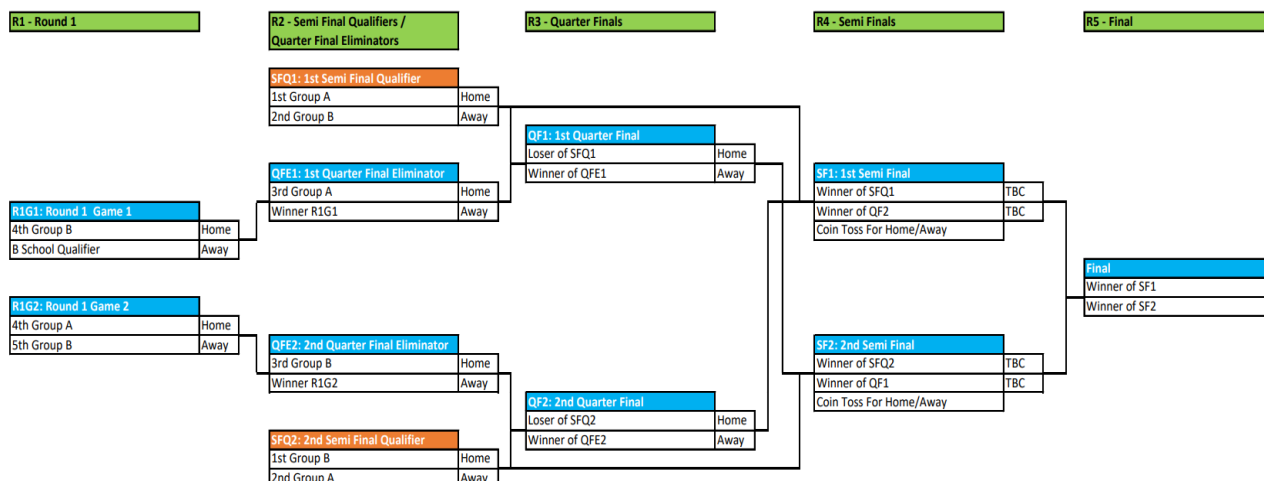 R1 - Round 1
R2 - Semi Final Qualifiers /
Quarter Final Eliminators
R3 - Quarter Finals
R4 - Semi Finals
R5 - Final
SFQ1: 1st Semi Final Qualifier
1st Group A Home
2nd Group B Away
QF1: 1st Quarter Final
Loser of SFQ1 Home
Winner of QFE1 Away
QFE1: 1st Quarter Final Eliminator
3rd Group A Home
Winner R1G1 Away
SF1: 1st Semi Final
Winner of SFQ1 TBC
Winner of QF2 TBC
Coin Toss For Home/Away
R1G1: Round 1 Game 1
4th Group B Home
B School Qualifier Away
Final
Winner of SF1
Winner of SF2
R1G2: Round 1 Game 2
4th Group A Home
5th Group B Away
QFE2: 2nd Quarter Final Eliminator
3rd Group B Home
Winner R1G2 Away
SF2: 2nd Semi Final
Winner of SFQ2 TBC
Winner of QF1 TBC
Coin Toss For Home/Away
QF2: 2nd Quarter Final
Loser of SFQ2 Home
Winner of QFE2 Away
SFQ2: 2nd Semi Final Qualifier
1st Group B Home
2nd Group A Away